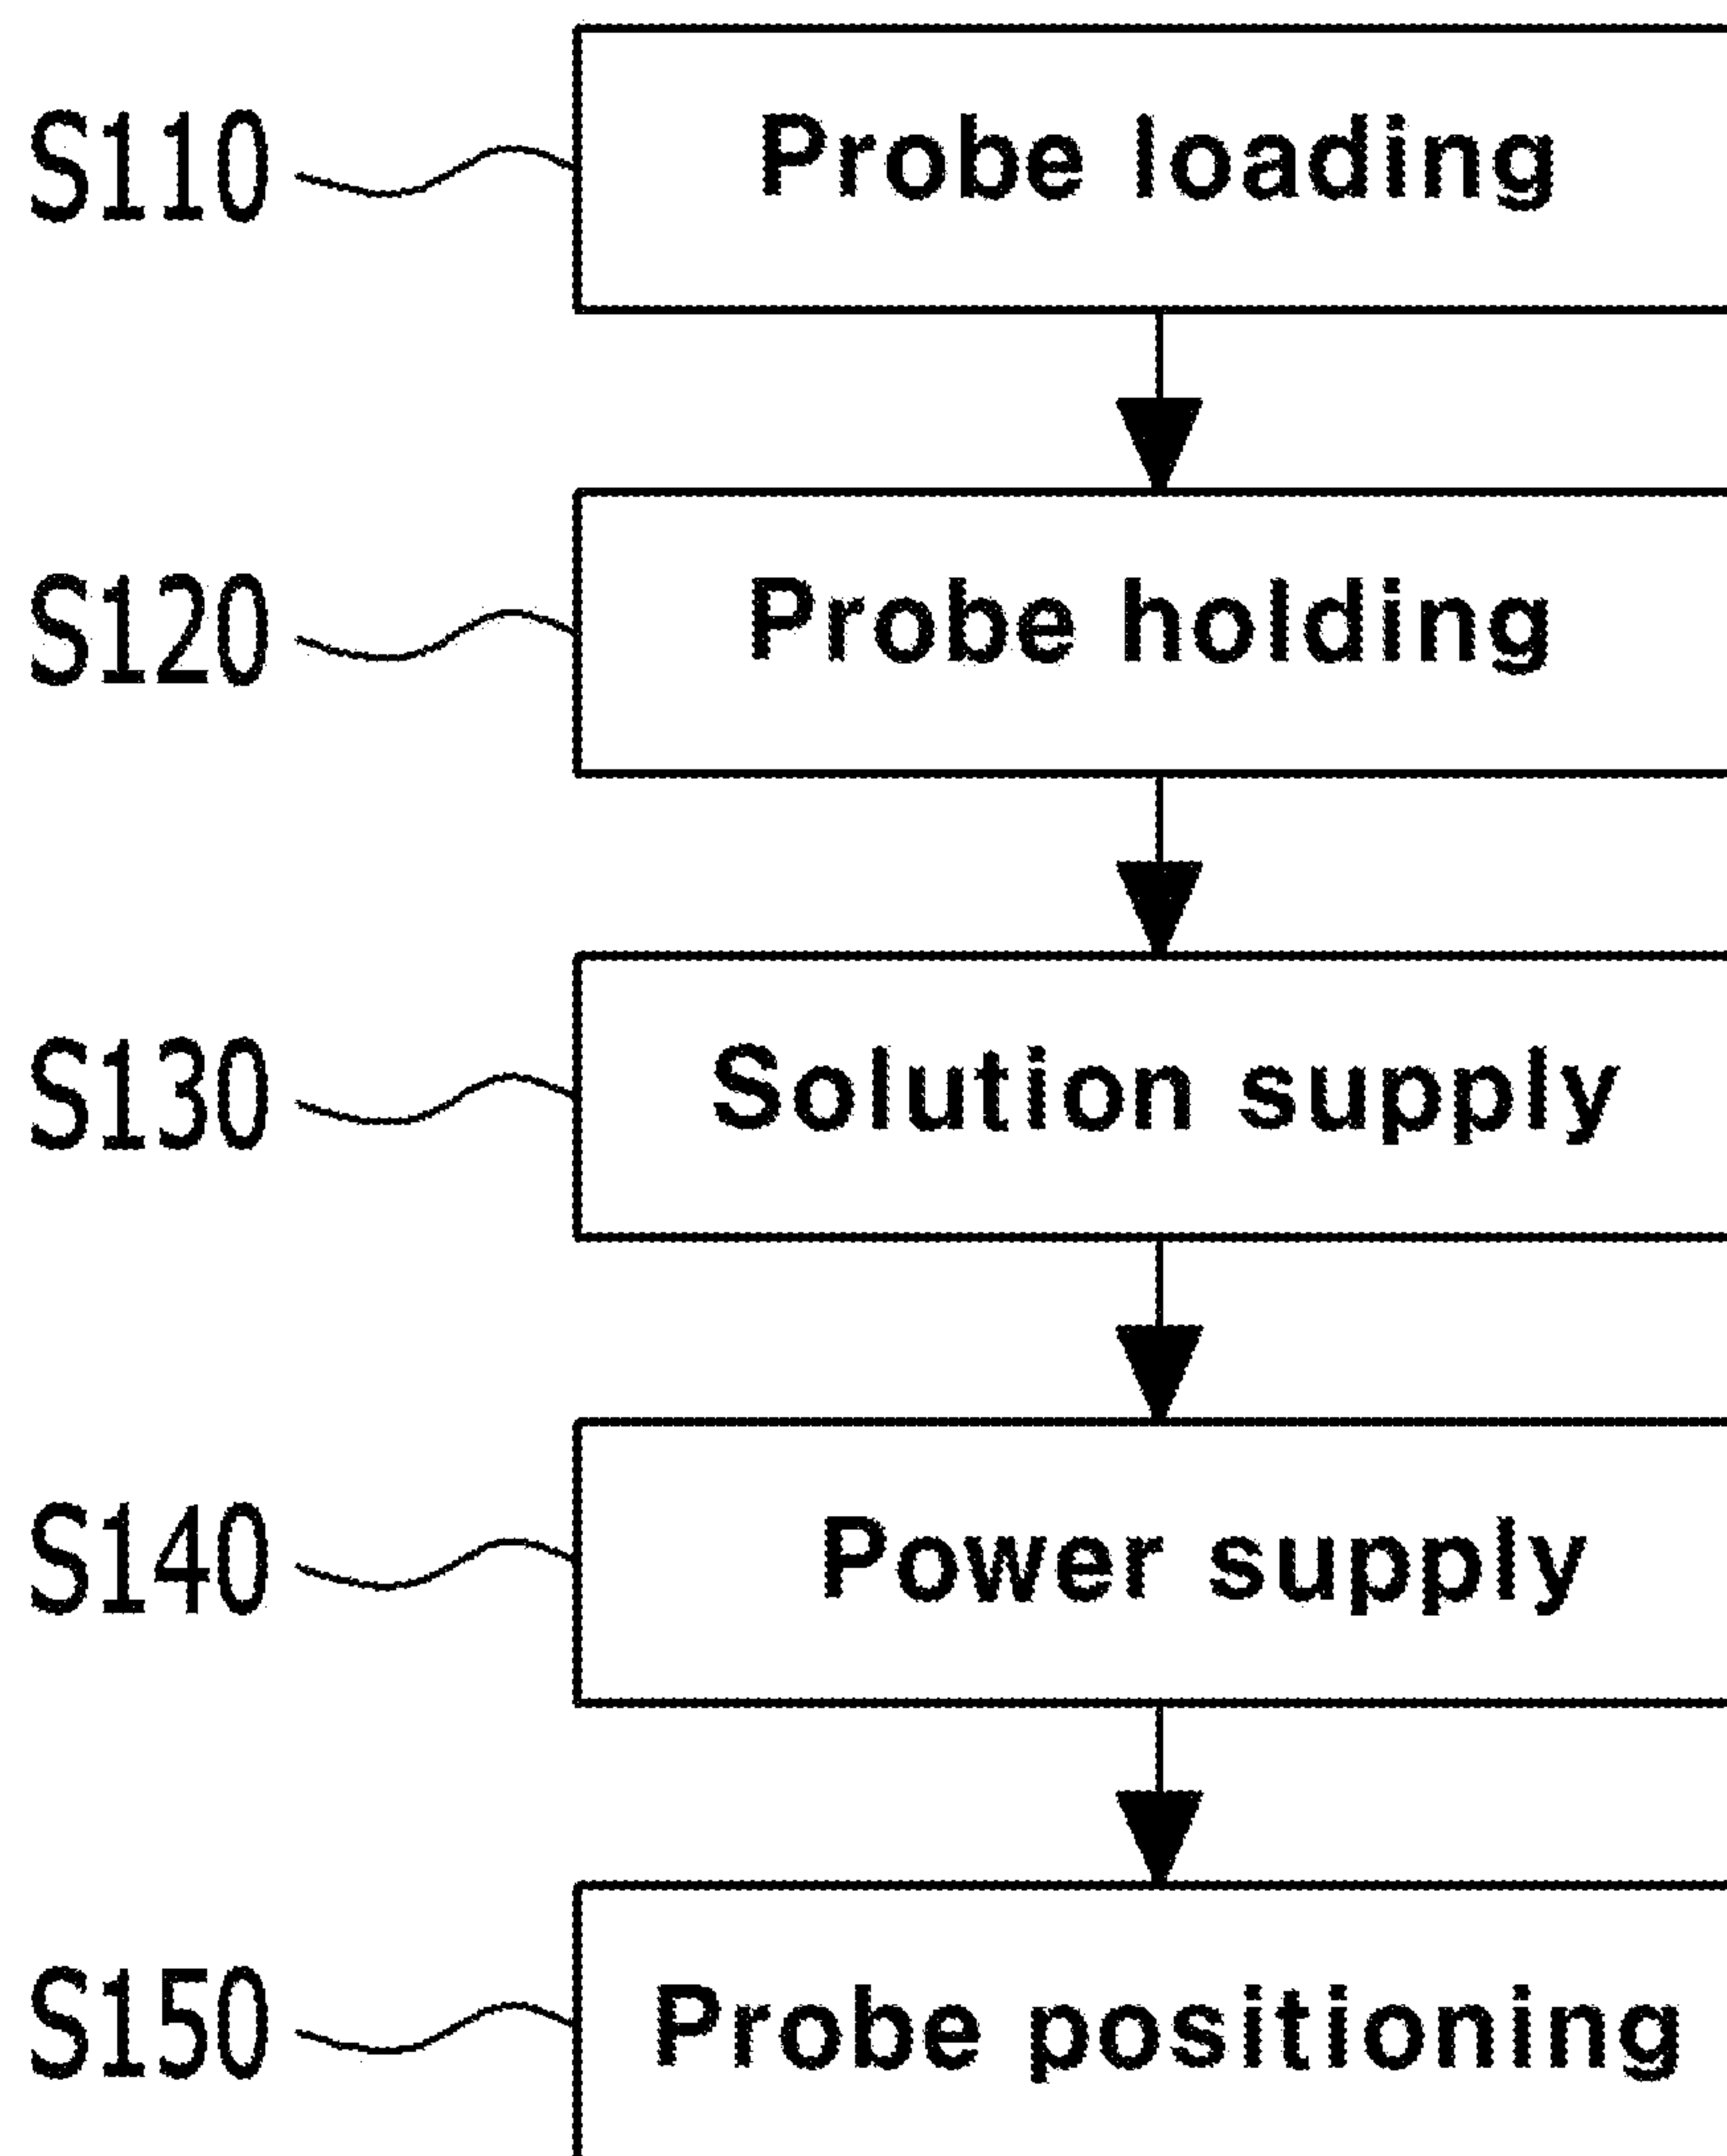 S110 Probe loading
S120 Probe holding
S130 Solution supply
S140 Power supply
S150 Probe positioning